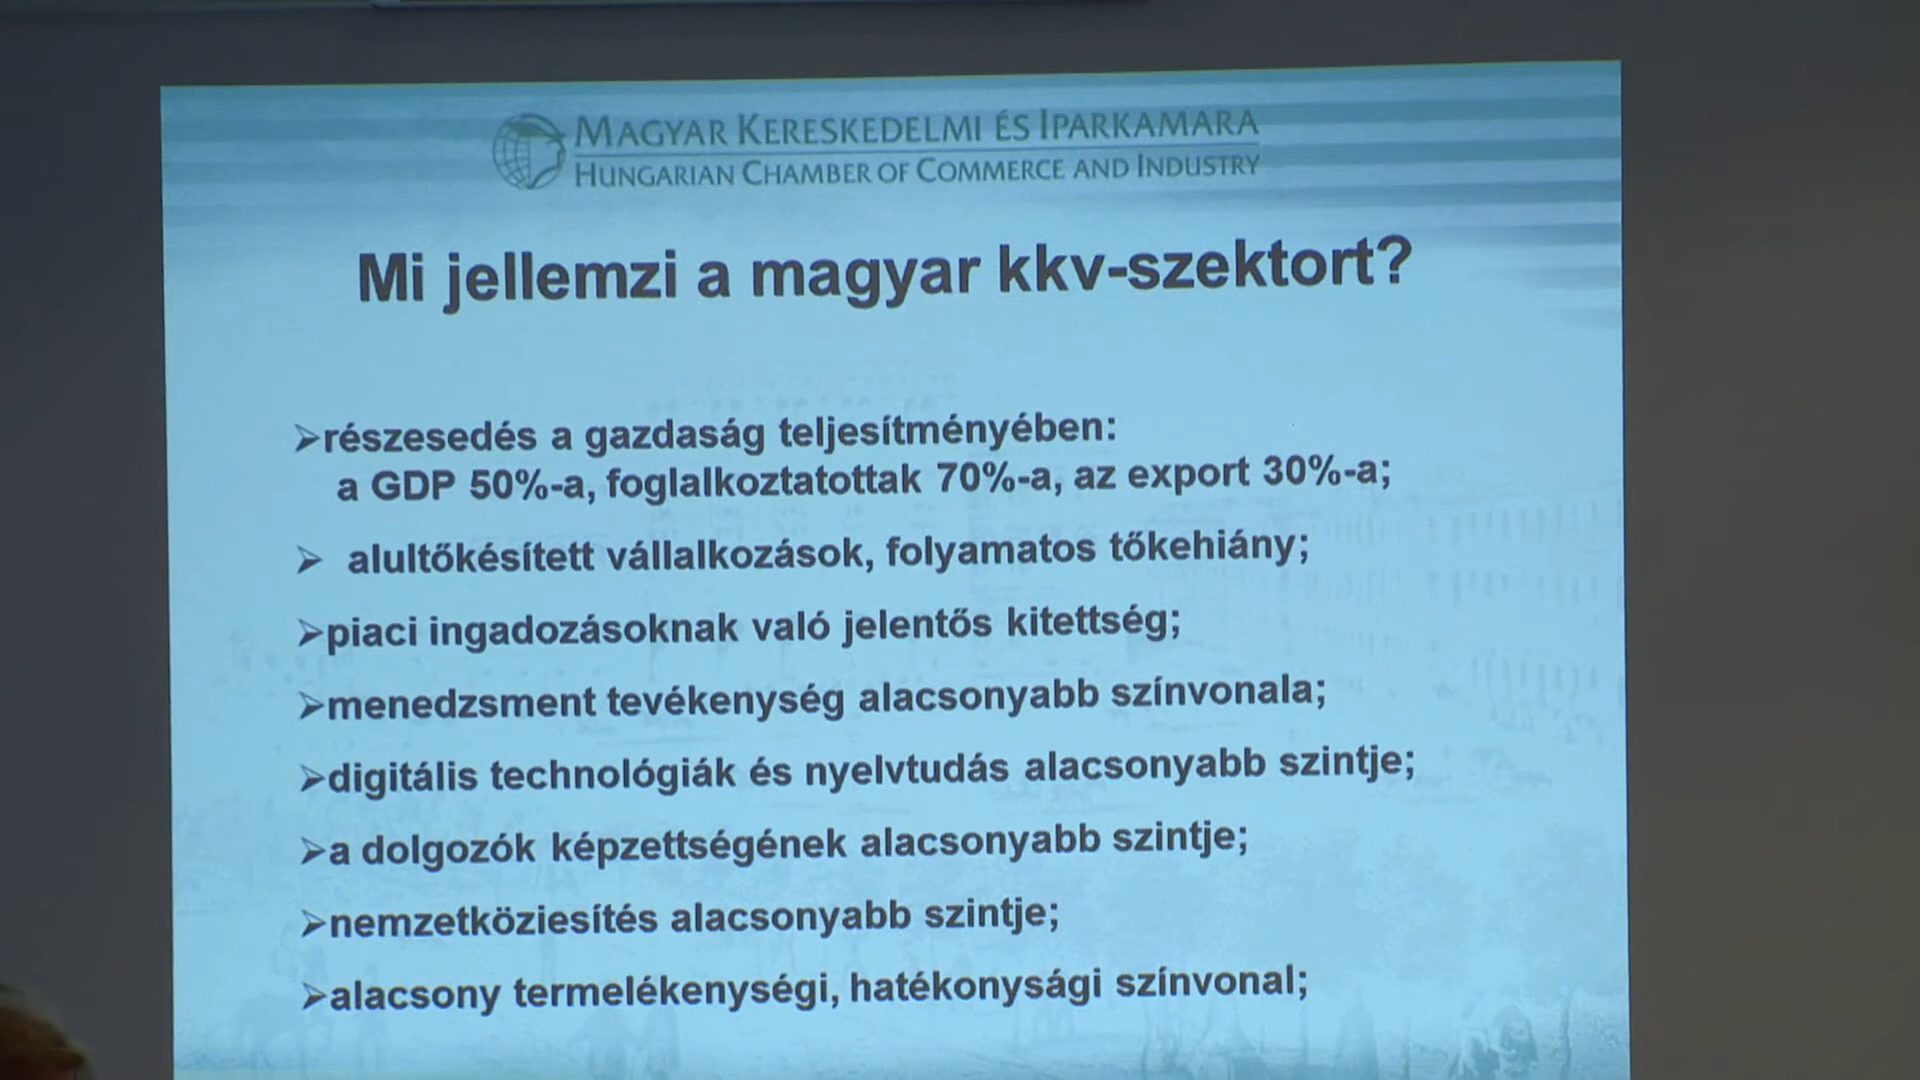 MAGYAR KERESKEDELMI ÉS IPARKAMARA
HUNGARIAN CHAMBER OF COMMERCE AND INDUSTRY
Mi jellemzi a magyar kkv-szektort?
➢részesedés a gazdaság teljesítményében:
a GDP 50%-a, foglalkoztatottak 70%-a, az export 30%-a;
➢ alultőkésített vállalkozások, folyamatos tőkehiány;
➢piaci ingadozásoknak való jelentős kitettség;
➢menedzsment tevékenység alacsonyabb színvonala;
➢digitális technológiák és nyelvtudás alacsonyabb szintje;
➢a dolgozók képzettségének alacsonyabb szintje;
➢nemzetköziesítés alacsonyabb szintje;
➢alacsony termelékenységi, hatékonysági színvonal;